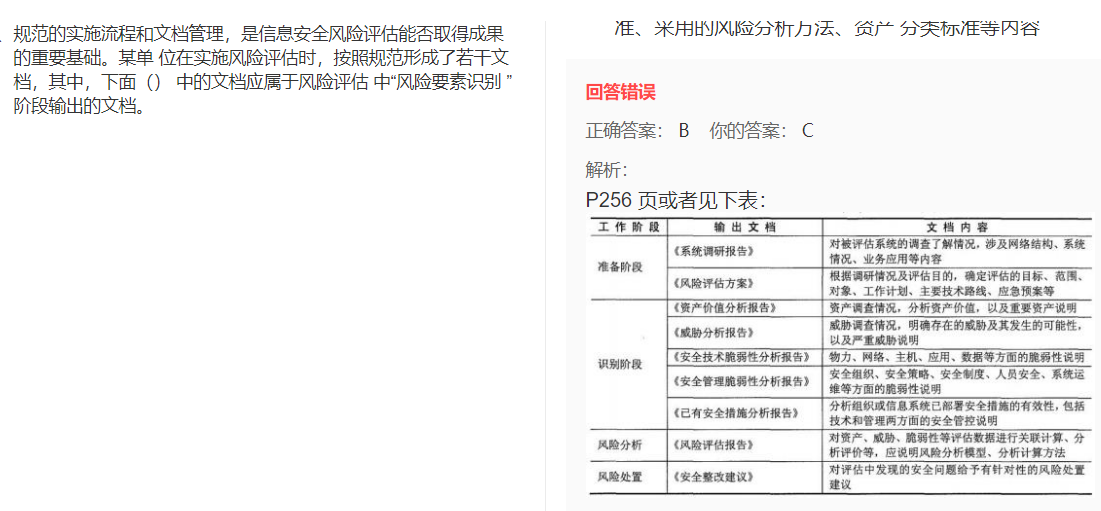 、规范的实施流程和文档管理，是信息安全风险评估能否取得成果
的重要基础。某单 位在实施风险评估时，按照规范形成了若干文
档，其中，下面（） 中的文档应属于风险评估 中“风险要素识别 ”
阶段输出的文档。
准、采用的风险分析方法、资产 分类标准等内容
回答错误
正确答案： B 你的答案： C
解析：
P256 页或者见下表：
工作阶段 输出文档 文档内容
准备阶段
《系统调研报告》
对被评估系统的调查了解情况，涉及网络结构、系统
情况、业务应用等内容
《风险评估方案》
根据调研情况及评估目的，确定评估的目标、范围、
对象、工作计划、主要技术路线、应急预案等
识别阶段
《资产价值分析报告》
资产调查情况，分析资产价值，以及重要资产说明
《威胁分析报告》
威胁调查情况，明确存在的威胁及其发生的可能性，
以及严重威胁说明
《安全技术脆弱性分析报告》
物力、网络、主机、应用、数据等方面的脆弱性说明
《安全管理脆弱性分析报告》
安全组织、安全策略、安全制度、人员安全、系统运
维等方面的脆弱性说明
《已有安全措施分析报告》
分析组织或信息系统已部署安全措施的有效性，包括
技术和管理两方面的安全管控说明
风险分析
《风险评估报告》
对资产、威胁、脆弱性等评估数据进行关联计算、分
析评价等，应说明风险分析模型、分析计算方法
风险处置
《安全整改建议》
对评估中发现的安全问题给予有针对性的风险处置
建议